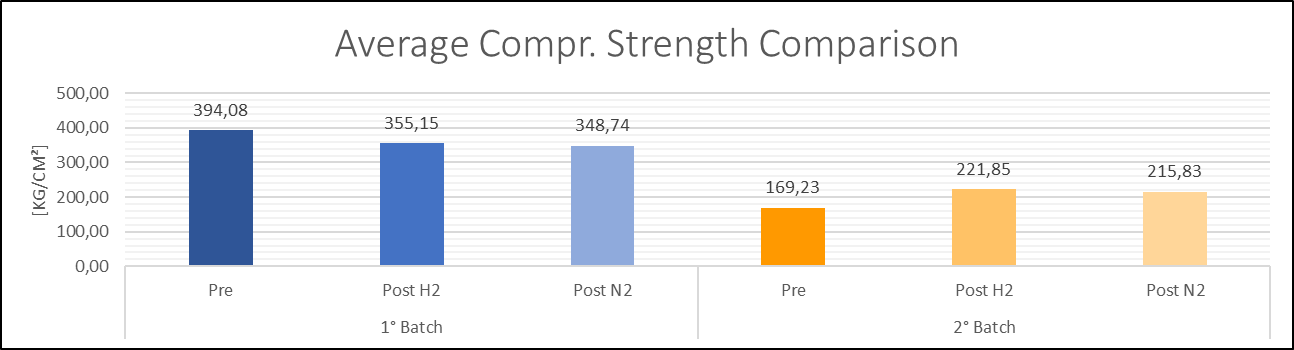 Average Compr. Strength Comparison
[KG/CM²]
500,00
400,00
300,00
200,00
100,00
0,00
394,08
355,15
348,74
169,23
221,85
215,83
Pre
Post H2
Post N2
Pre
Post H2
Post N2
1° Batch
2° Batch